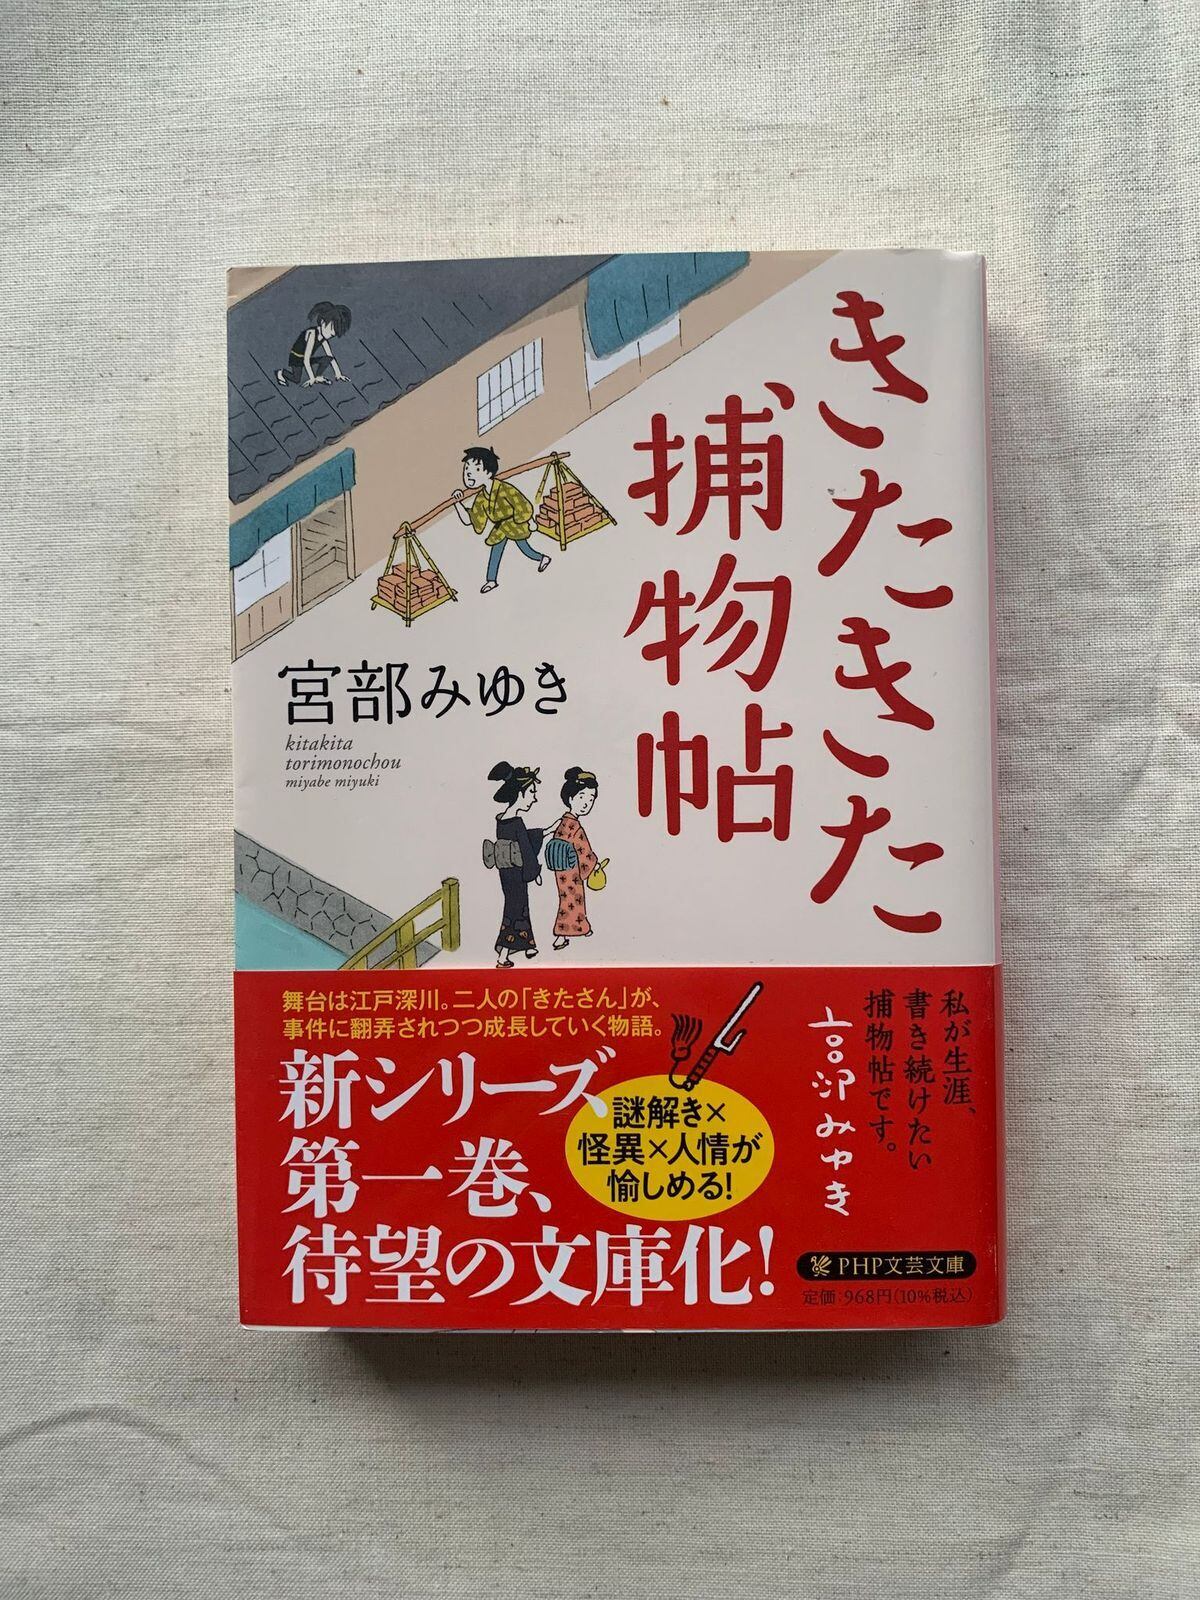 きたきた
捕物帖
宮部みゆき
kitakita
torimonochou
miyabe miyuki
舞台は江戸深川。二人の「きたさん」が、
事件に翻弄されつつ成長していく物語。
新シリーズ
第一巻、
待望の文庫化!
謎解き×
怪異×人情が
愉しめる!
私が生涯、
書き続けたい
捕物帖です。
宮部みゆき
PHP文芸文庫
定価:968円(10%税込)